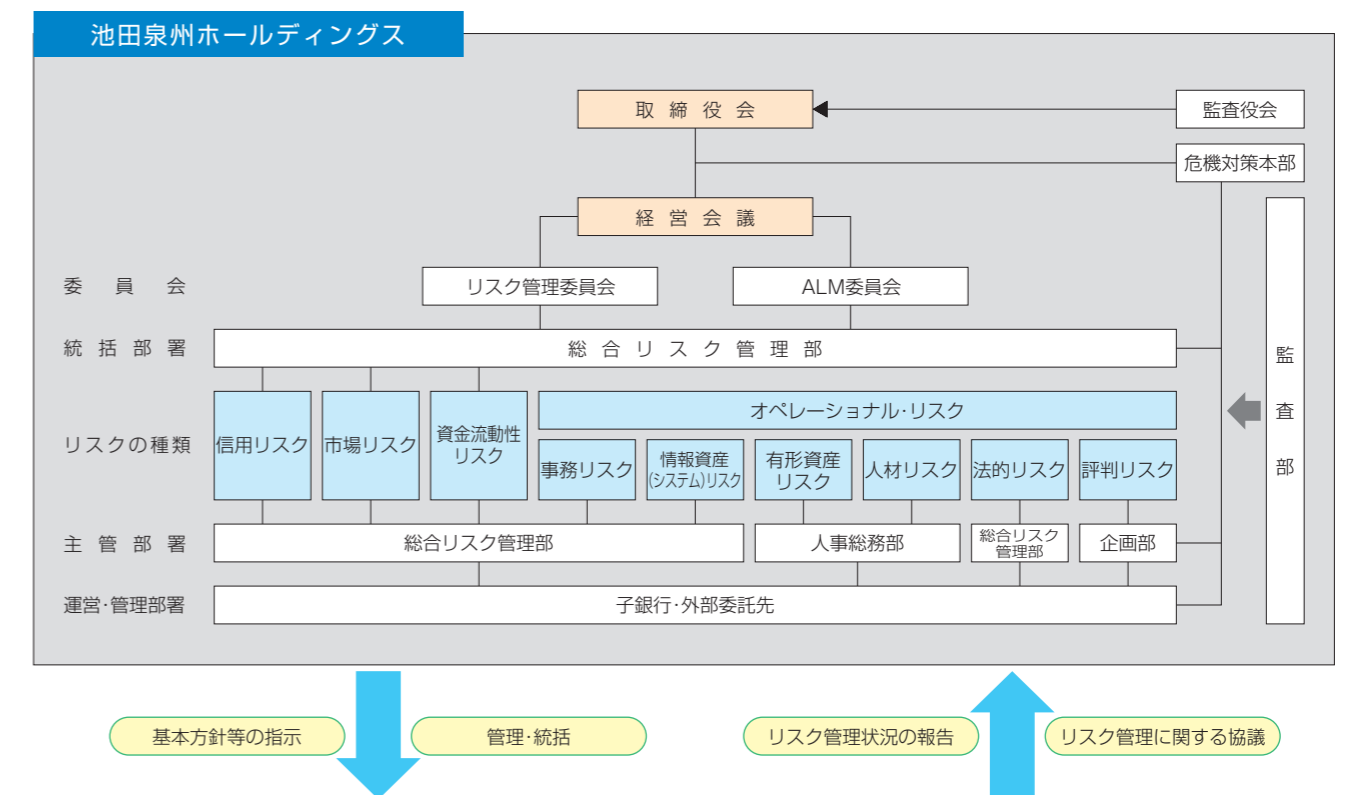 池田泉州ホールディングス
取締役会
監査役会
危機対策本部
経営会議
委員会
リスク管理委員会
ALM委員会
統括部署
総合リスク管理部
監査部
リスクの種類
信用リスク
市場リスク
資金流動性
リスク
オペレーショナル・リスク
事務リスク
情報資産
(システム)リスク
有形資産
リスク
人材リスク
法的リスク
評判リスク
主管部署
総合リスク管理部
人事総務部
総合リスク
管理部
企画部
運営・管理部署
子銀行・外部委託先
基本方針等の指示
管理・統括
リスク管理状況の報告
リスク管理に関する協議